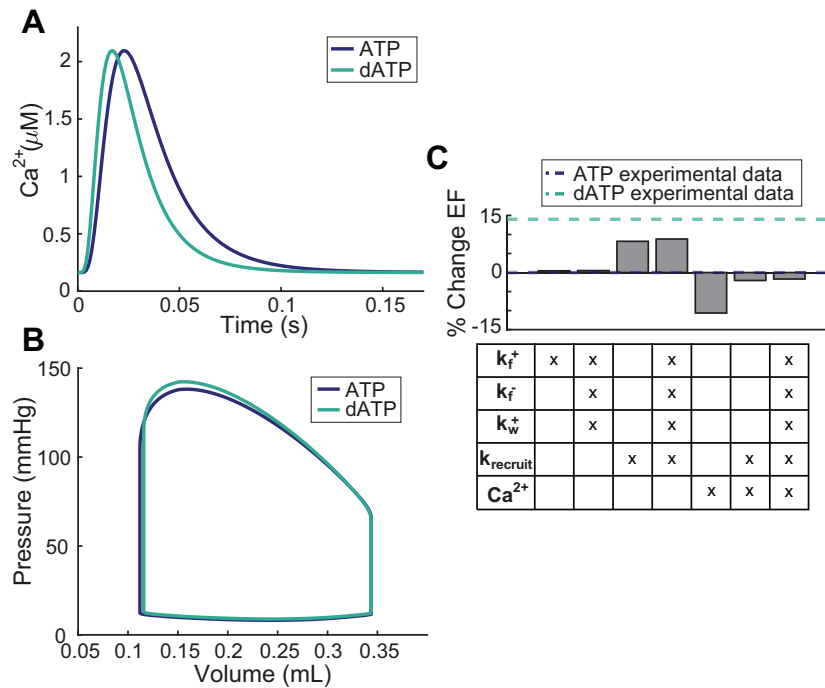 A
ATP
dATP
2
1.5
1
0.5
0
Ca2+(μM)
0
0.05
0.1
0.15
Time (s)
B
ATP
dATP
150
100
50
0
Pressure (mmHg)
0.05
0.1
0.15
0.2
0.25
0.3
0.35
Volume (mL)
C
ATP experimental data
dATP experimental data
15
0
-15
% Change EF
kf+ x x x x
kf- x x x
kw+ x x x
krecruit x x x x
Ca2+ x x x